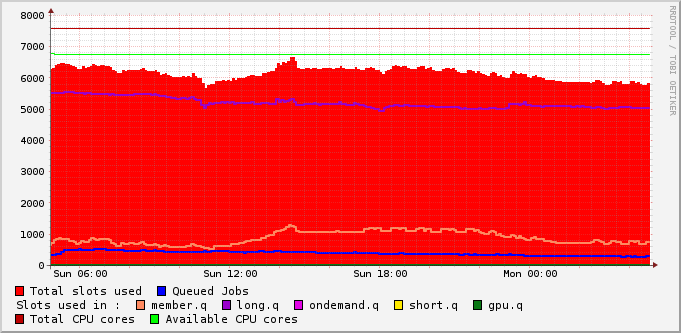 8000
7000
6000
5000
4000
3000
2000
1000
0
Sun 06:00 Sun 12:00 Sun 18:00 Mon 00:00
Total slots used Queued Jobs
Slots used in : member.q long.q ondemand.q short.q gpu.q
Total CPU cores Available CPU cores
RRDTOOL / TOBI OETIKER